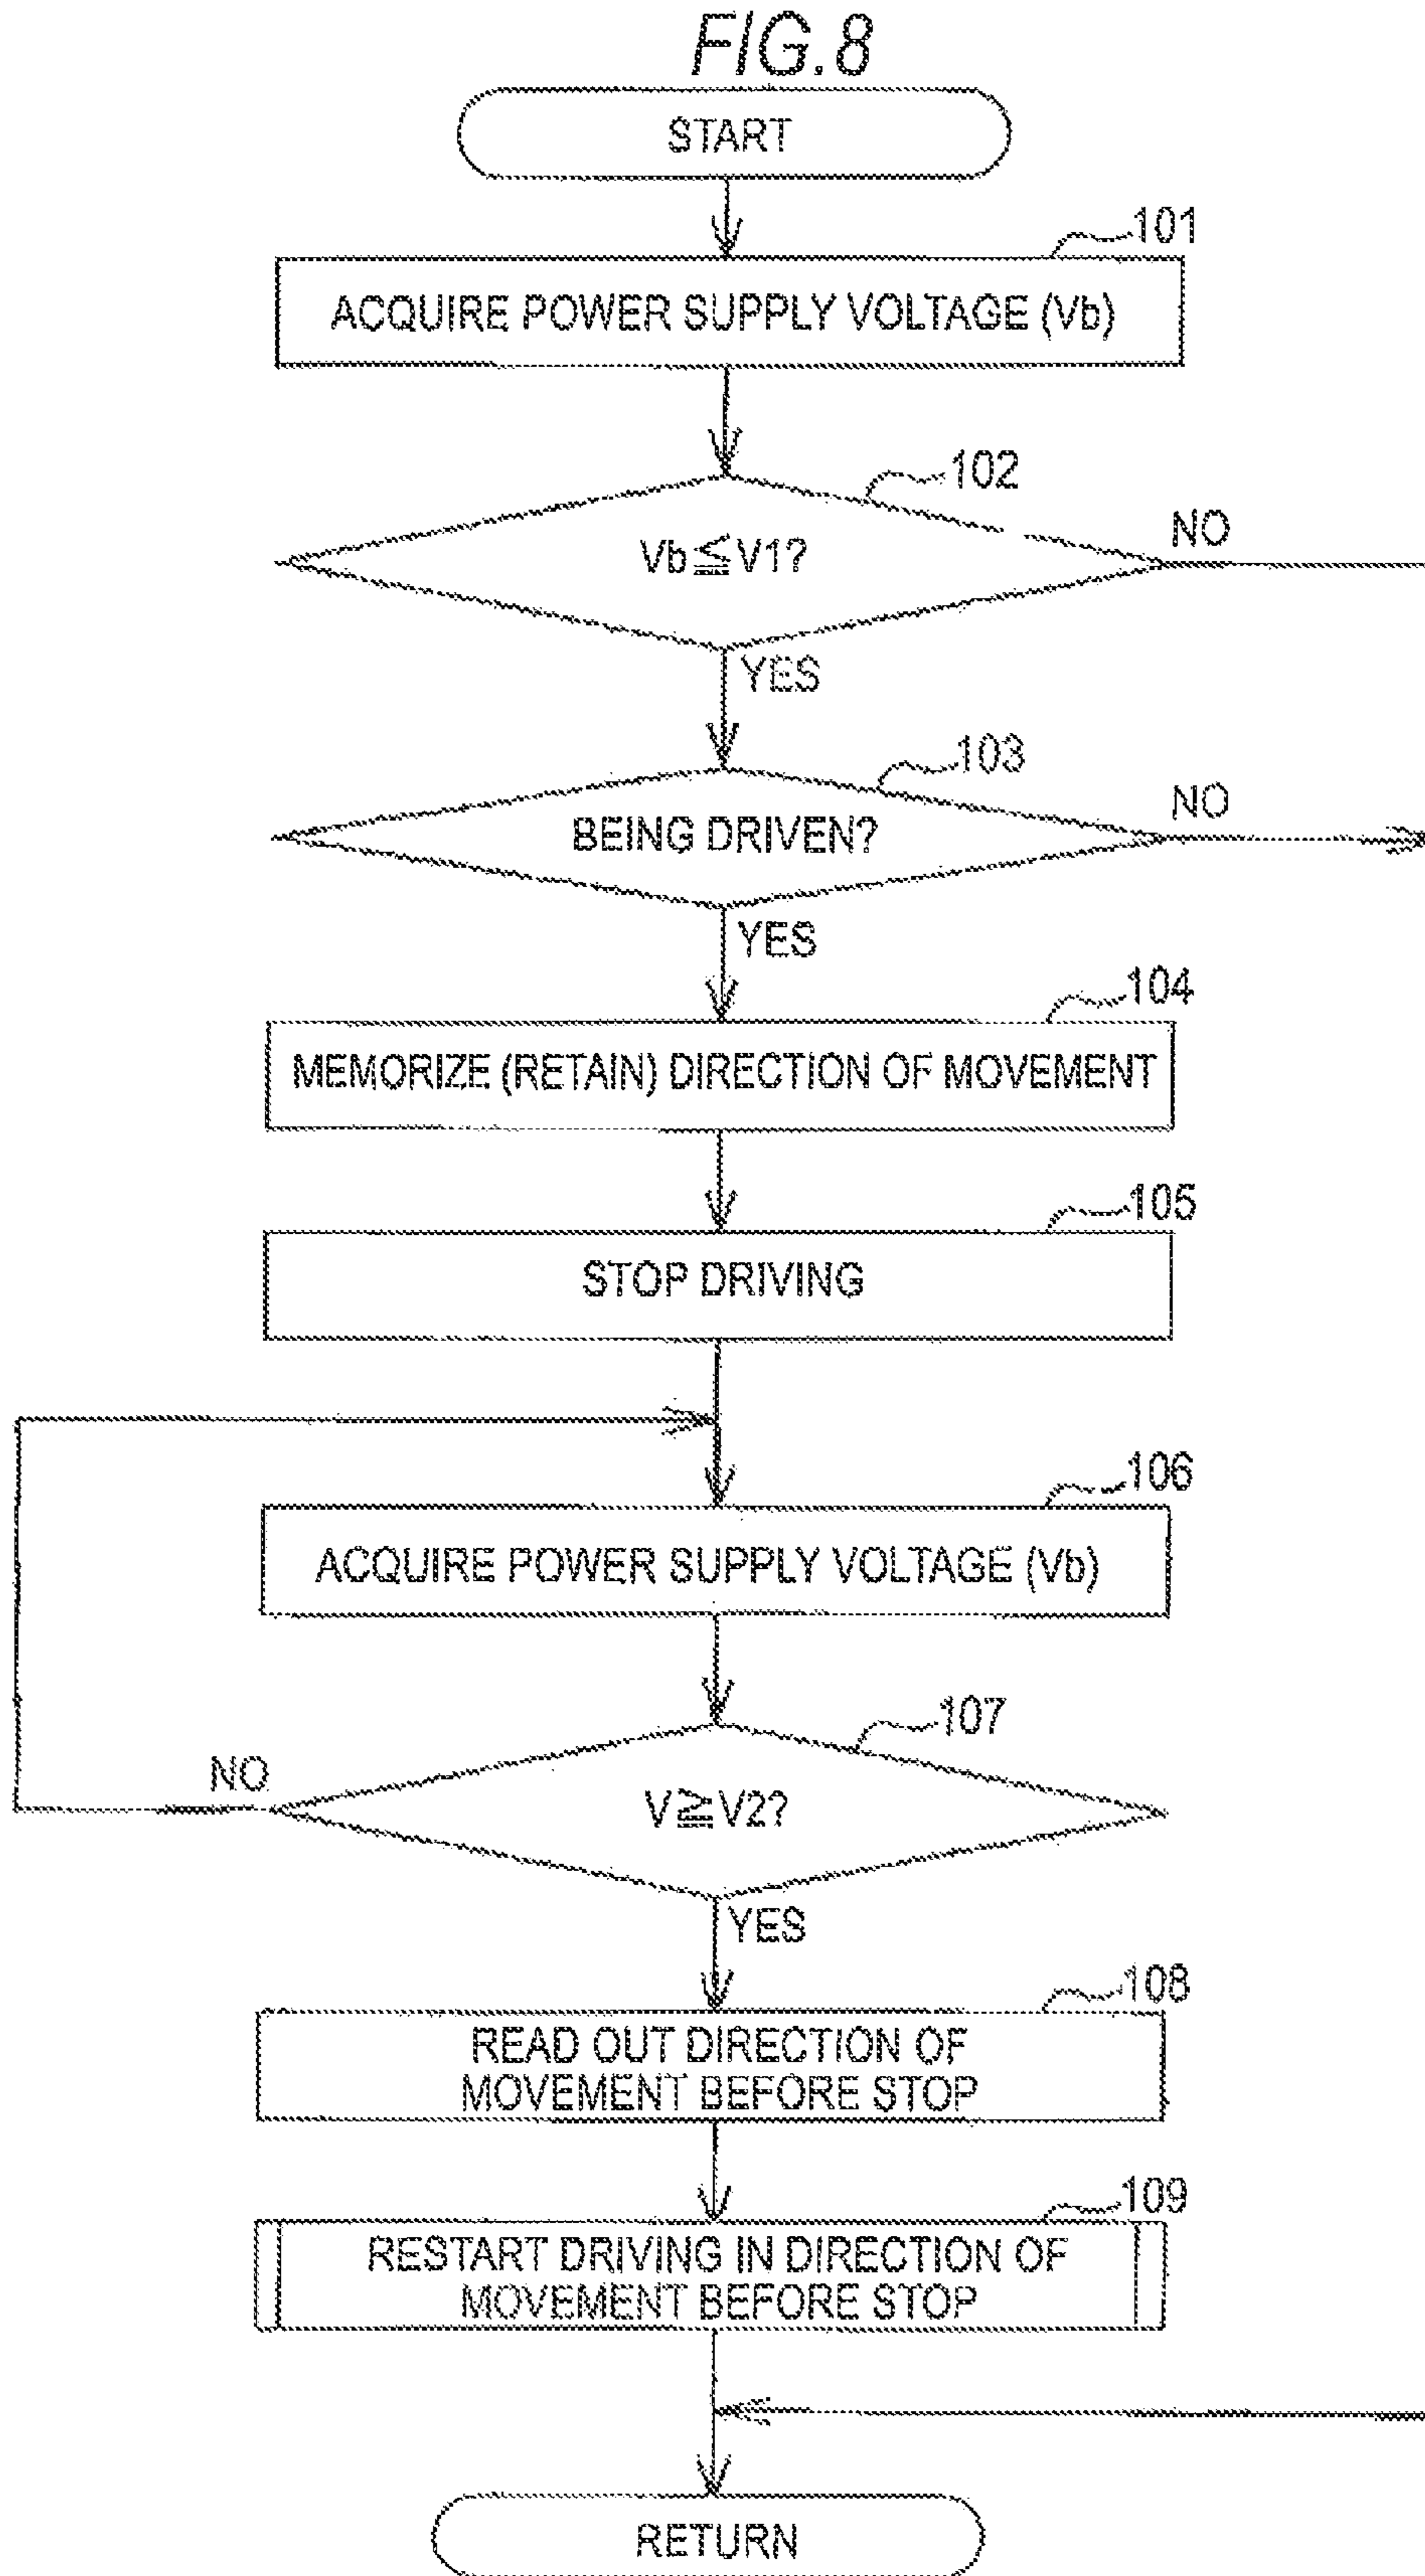 FIG.8
START
101
ACQUIRE POWER SUPPLY VOLTAGE (Vb)
102
Vb≦V1?
NO
YES
103
BEING DRIVEN?
NO
YES
104
MEMORIZE (RETAIN) DIRECTION OF MOVEMENT
105
STOP DRIVING
106
ACQUIRE POWER SUPPLY VOLTAGE (Vb)
107
NO
V≧V2?
YES
108
READ OUT DIRECTION OF
MOVEMENT BEFORE STOP
109
RESTART DRIVING IN DIRECTION OF
MOVEMENT BEFORE STOP
RETURN